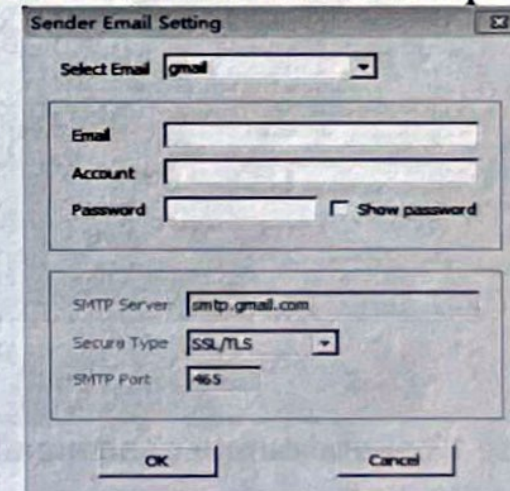 Sender Email Setting
Select Email gmail
Email
Account
Password Show password
SMTP Server smtp.gmail.com
Secure Type SSL/TLS
SMTP Port 465
OK Cancel